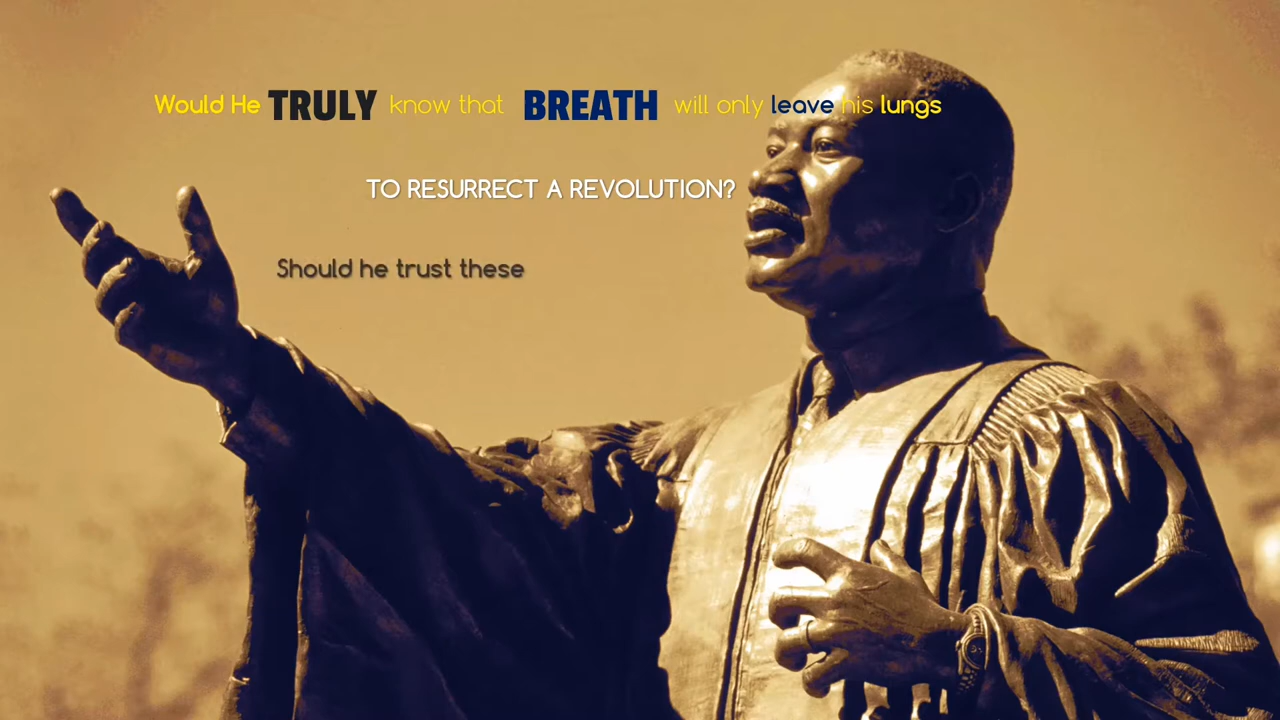 Would He TRULY know that BREATH will only leave his lungs
TO RESURRECT A REVOLUTION?
Should he trust these